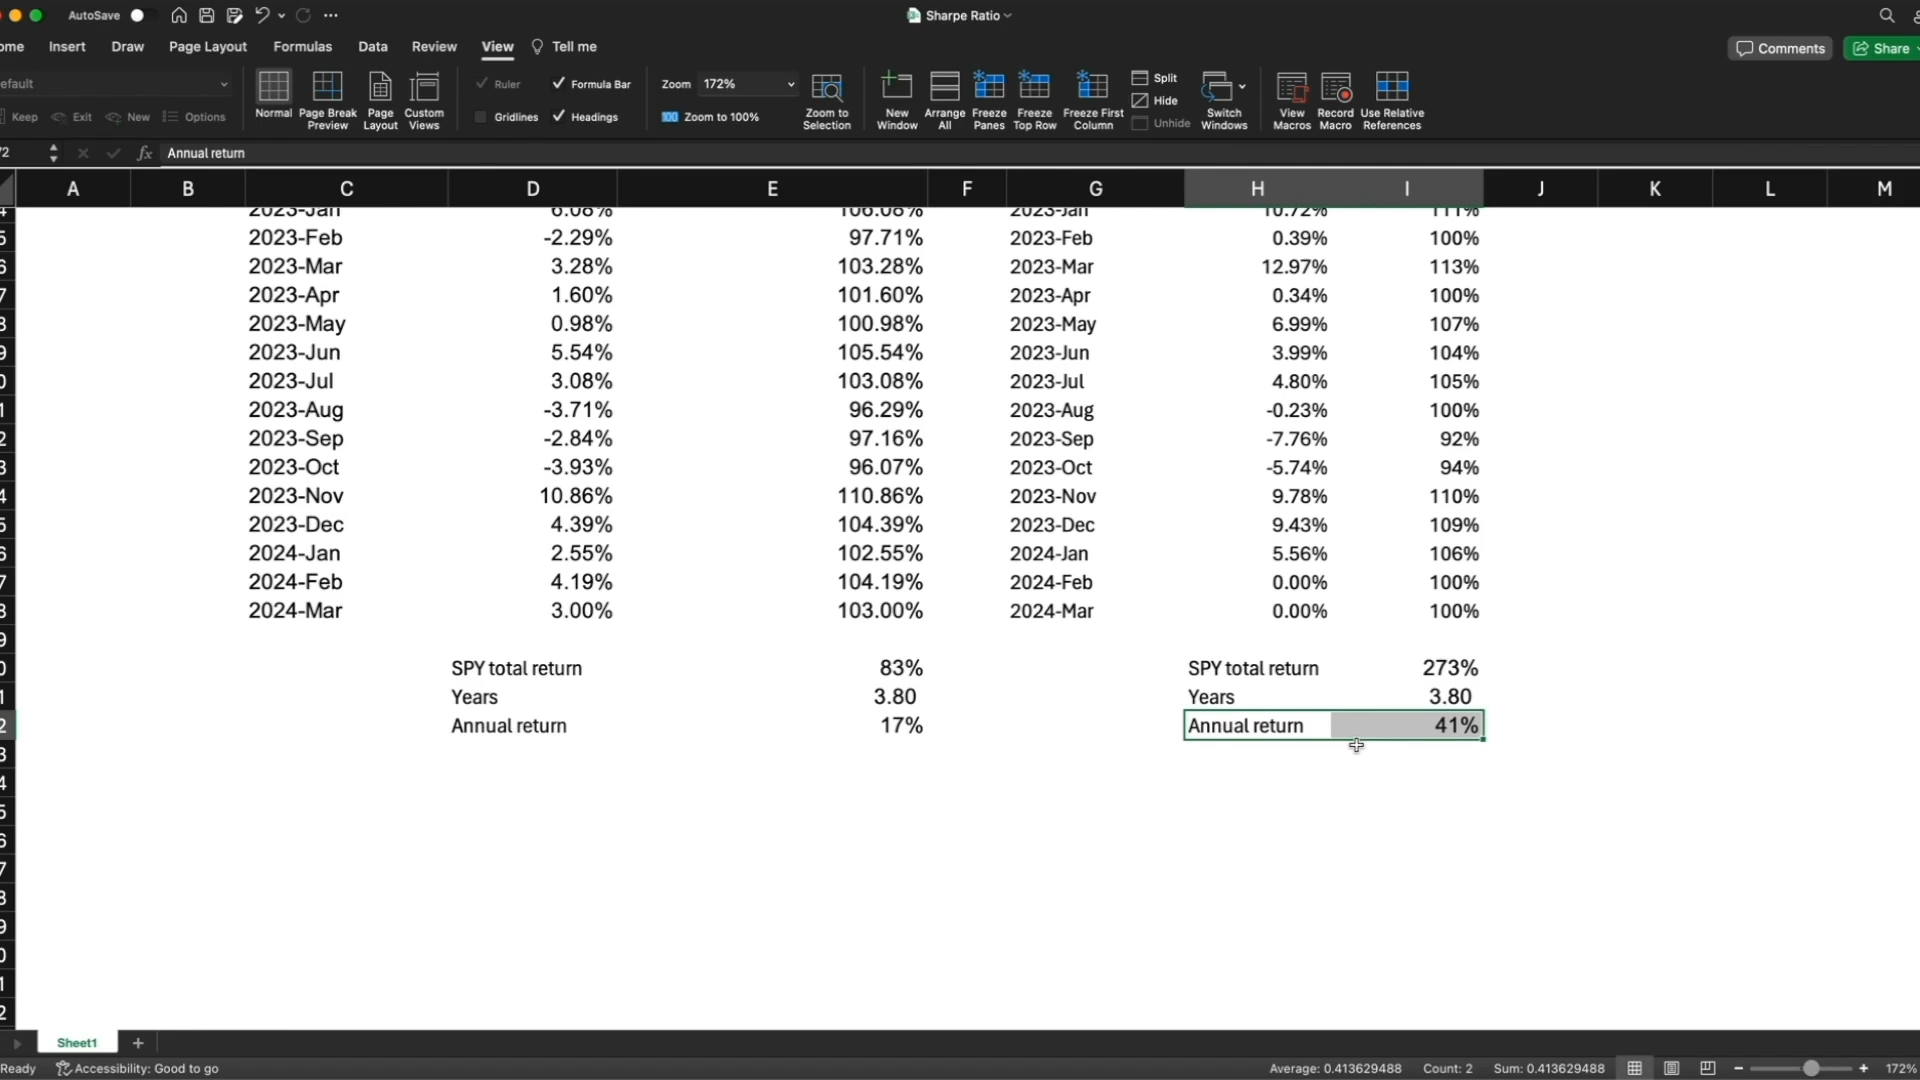 AutoSave
Sharpe Ratio
Insert Draw Page Layout Formulas Data Review View Tell me Comments Share
Keep Exit New Options
Normal Page Break Preview Page Layout Custom Views
Ruler Formula Bar
Gridlines Headings
Zoom 172%
100 Zoom to 100%
Zoom to Selection
New Window Arrange All Freeze Panes Freeze Top Row Freeze First Column
Split
Hide
Unhide
Switch Windows
View Macros Record Macro Use Relative References
fx Annual return
A B C D E F G H I J K L M
2023-Jan 6.08% 106.08% 2023-Jan 10.72% 111%
2023-Feb -2.29% 97.71% 2023-Feb 0.39% 100%
2023-Mar 3.28% 103.28% 2023-Mar 12.97% 113%
2023-Apr 1.60% 101.60% 2023-Apr 0.34% 100%
2023-May 0.98% 100.98% 2023-May 6.99% 107%
2023-Jun 5.54% 105.54% 2023-Jun 3.99% 104%
2023-Jul 3.08% 103.08% 2023-Jul 4.80% 105%
2023-Aug -3.71% 96.29% 2023-Aug -0.23% 100%
2023-Sep -2.84% 97.16% 2023-Sep -7.76% 92%
2023-Oct -3.93% 96.07% 2023-Oct -5.74% 94%
2023-Nov 10.86% 110.86% 2023-Nov 9.78% 110%
2023-Dec 4.39% 104.39% 2023-Dec 9.43% 109%
2024-Jan 2.55% 102.55% 2024-Jan 5.56% 106%
2024-Feb 4.19% 104.19% 2024-Feb 0.00% 100%
2024-Mar 3.00% 103.00% 2024-Mar 0.00% 100%
SPY total return 83% SPY total return 273%
Years 3.80 Years 3.80
Annual return 17% Annual return 41%
Sheet1
Ready Accessibility: Good to go Average: 0.413629488 Count: 2 Sum: 0.413629488 172%